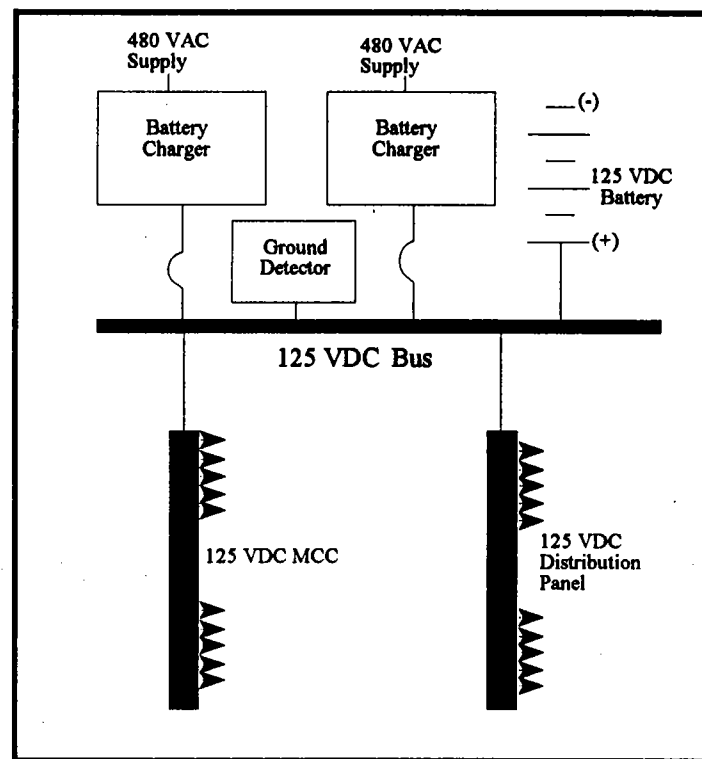 480 VAC
Supply
480 VAC
Supply
Battery
Charger
Battery
Charger
(-)
125 VDC
Battery
(+)
Ground
Detector
125 VDC Bus
125 VDC MCC
125 VDC
Distribution
Panel